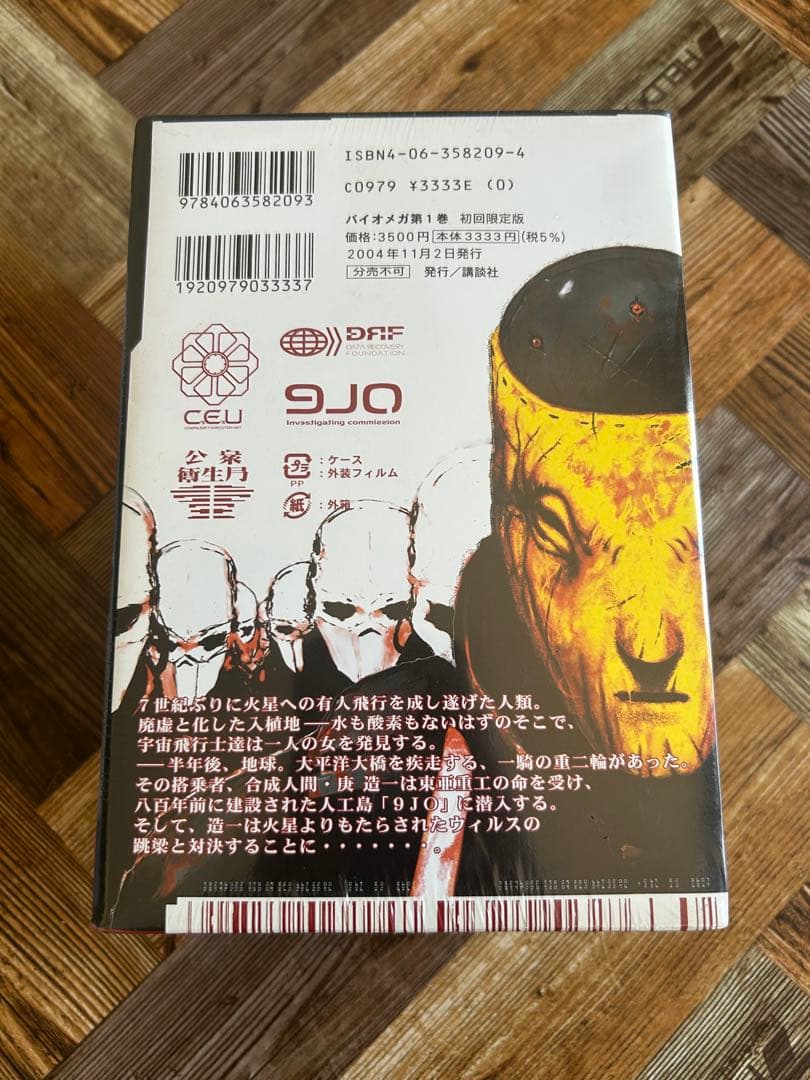 ISBN4-06-358209-4
9784063582093
C0979 ¥3333E (0)
バイオメガ第1巻 初回限定版
価格:3500円 本体3333円 (税5%)
2004年11月2日発行
分売不可 発行/講談社
1920979033337
C.E.U
COMPULSORY EXECUTION UNIT
DRF
DATA RECOVERY
FOUNDATION
9JO
Investigating commission
公衆
衛生局
プラ
:ケース
:外装フィルム
PP
紙
:外箱
7世紀ぶりに火星への有人飛行を成し遂げた人類。
廃虚と化した入植地──水も酸素もないはずのそこで、
宇宙飛行士達は一人の女を発見する。
──半年後、地球。太平洋大橋を疾走する、一騎の重二輪があった。
その搭乗者、合成人間・庚 造一は東亜重工の命を受け、
八百年前に建設された人工島「9JO」に潜入する。
そして、造一は火星よりもたらされたウィルスの
跳梁と対決することに・・・・・・・。